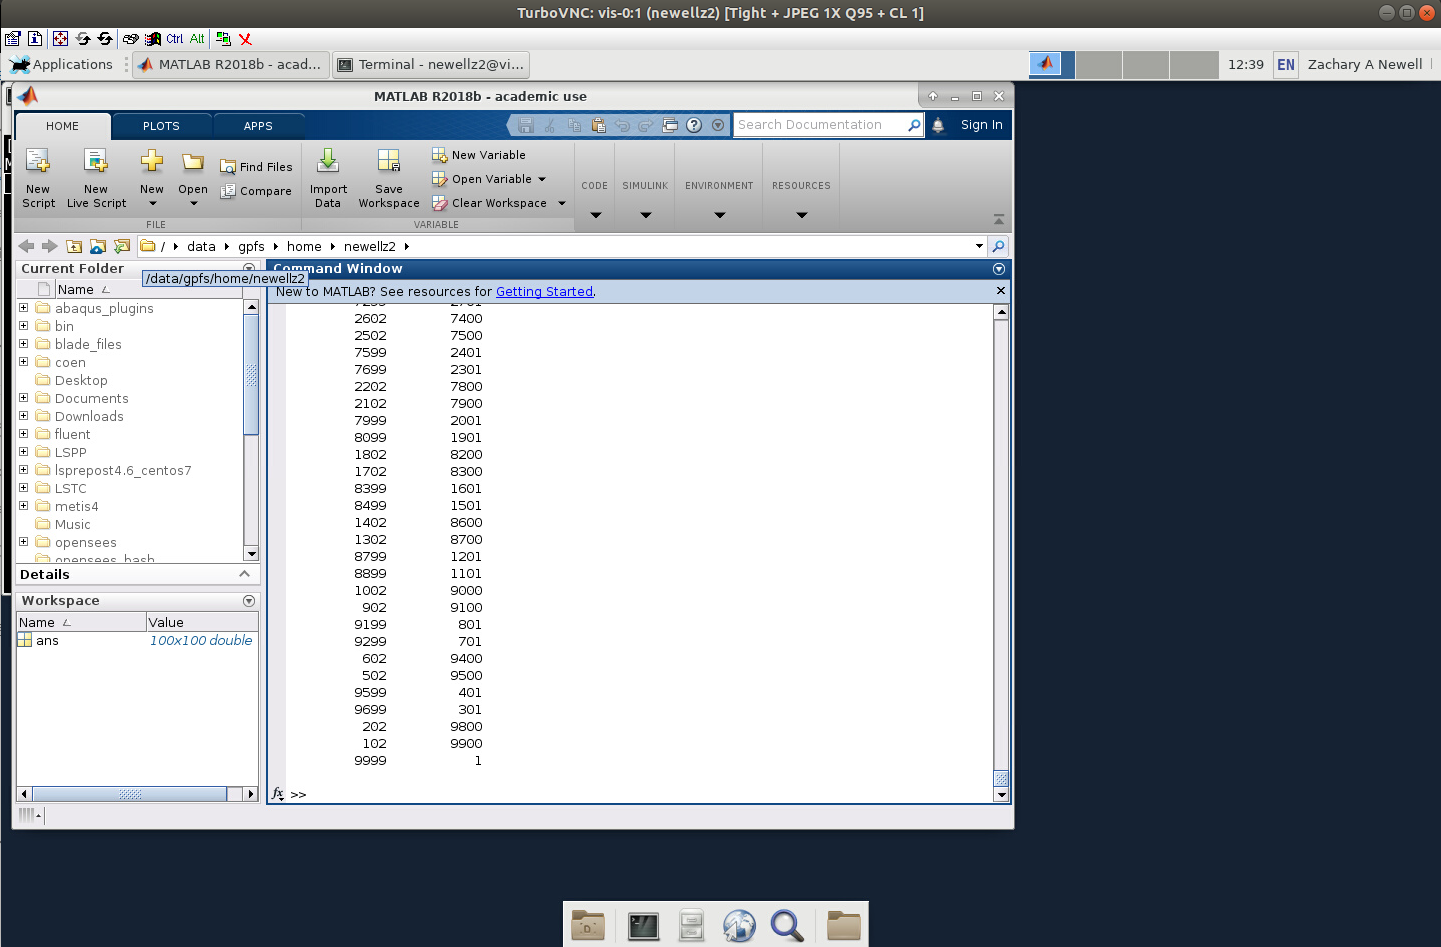 TurboVNC: vis-0:1 (newellz2) [Tight + JPEG 1X Q95 + CL 1]
Ctrl Alt
Applications MATLAB R2018b - acad... Terminal - newellz2@vi... 12:39 EN Zachary A Newell
MATLAB R2018b - academic use
HOME PLOTS APPS Search Documentation Sign In
New Script
New Live Script
New
Open
Find Files
Compare
Import Data
Save Workspace
New Variable
Open Variable
Clear Workspace
CODE SIMULINK ENVIRONMENT RESOURCES
FILE VARIABLE
/ data gpfs home newellz2
Current Folder
/data/gpfs/home/newellz2
Name
abaqus_plugins
bin
blade_files
coen
Desktop
Documents
Downloads
fluent
LSPP
lsprepost4.6_centos7
LSTC
metis4
Music
opensees
opensees_bash
Details
Workspace
Name Value
ans 100x100 double
Command Window
New to MATLAB? See resources for Getting Started.
2602 7400
2502 7500
7599 2401
7699 2301
2202 7800
2102 7900
7999 2001
8099 1901
1802 8200
1702 8300
8399 1601
8499 1501
1402 8600
1302 8700
8799 1201
8899 1101
1002 9000
902 9100
9199 801
9299 701
602 9400
502 9500
9599 401
9699 301
202 9800
102 9900
9999 1
fx >>